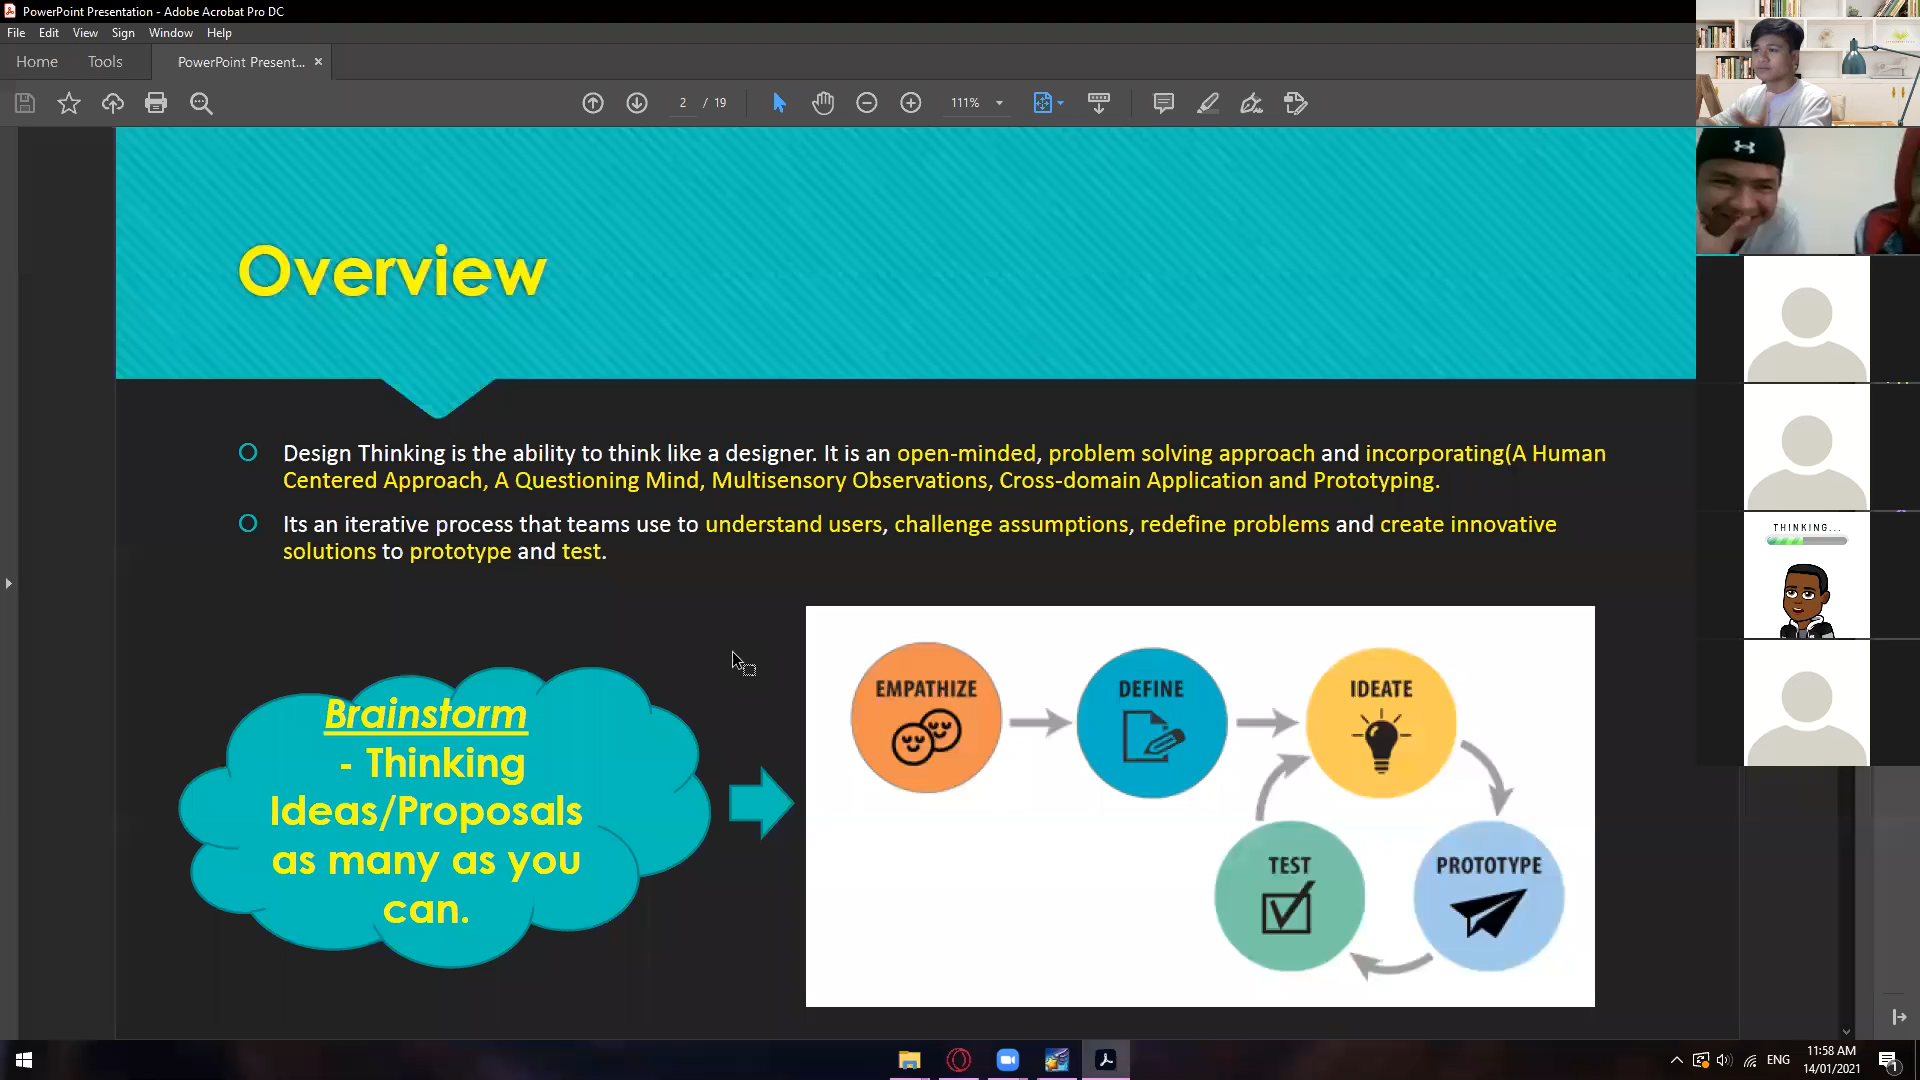 PowerPoint Presentation - Adobe Acrobat Pro DC
File Edit View Sign Window Help
Home Tools PowerPoint Present... ×
2 / 19 111%
Overview
Design Thinking is the ability to think like a designer. It is an open-minded, problem solving approach and incorporating(A Human
Centered Approach, A Questioning Mind, Multisensory Observations, Cross-domain Application and Prototyping.
Its an iterative process that teams use to understand users, challenge assumptions, redefine problems and create innovative
solutions to prototype and test.
THINKING...
Brainstorm
- Thinking
Ideas/Proposals
as many as you
can.
EMPATHIZE
DEFINE
IDEATE
TEST
PROTOTYPE
ENG
11:58 AM
14/01/2021
1